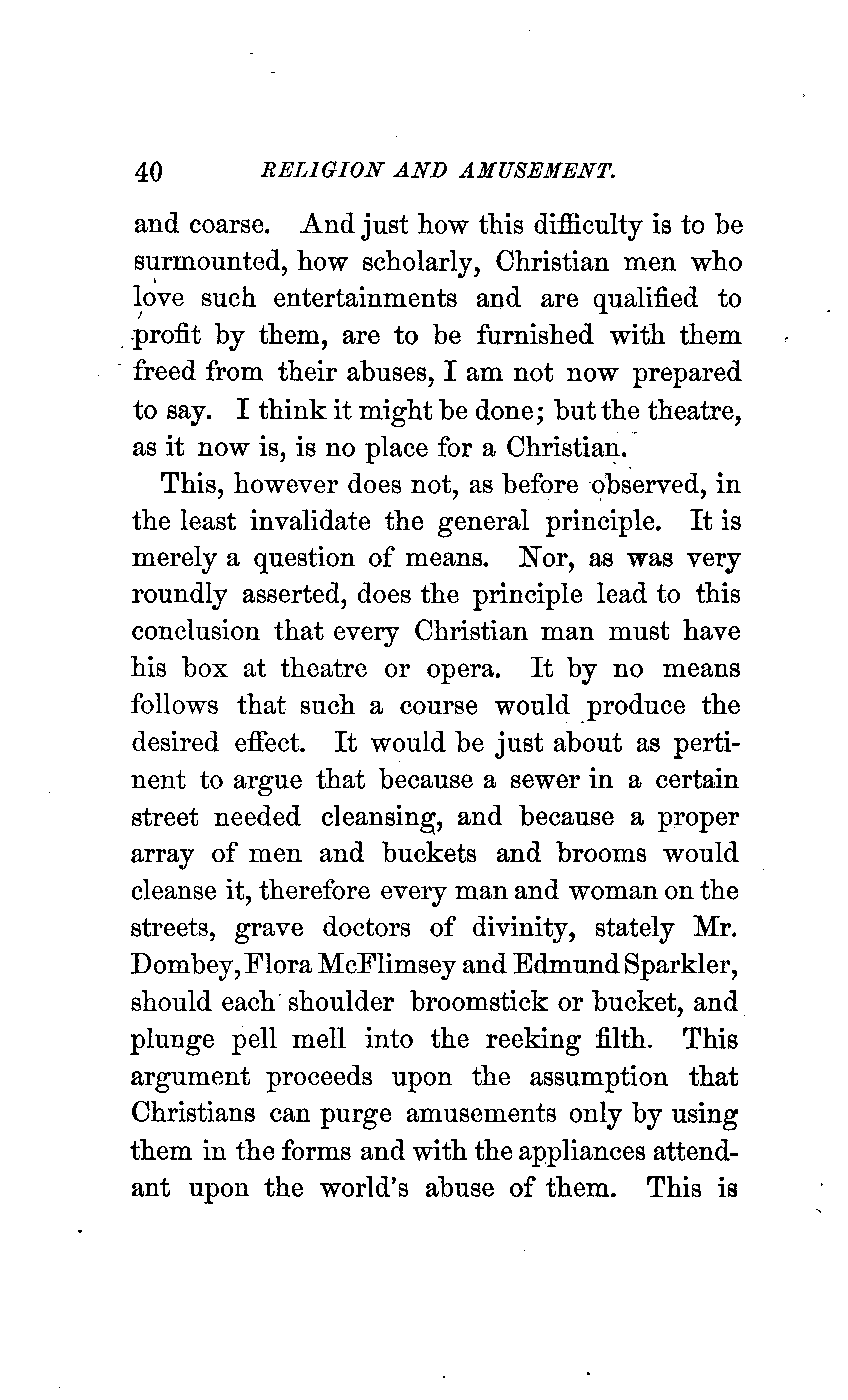 40 RELIGION AND AMUSEMENT.
and coarse. And just how this difficulty is to be
surmounted, how scholarly, Christian men who
love such entertainments and are qualified to
profit by them, are to be furnished with them
freed from their abuses, I am not now prepared
to say. I think it might be done; but the theatre,
as it now is, is no place for a Christian.
This, however does not, as before observed, in
the least invalidate the general principle. It is
merely a question of means. Nor, as was very
roundly asserted, does the principle lead to this
conclusion that every Christian man must have
his box at theatre or opera. It by no means
follows that such a course would produce the
desired effect. It would be just about as perti-
nent to argue that because a sewer in a certain
street needed cleansing, and because a proper
array of men and buckets and brooms would
cleanse it, therefore every man and woman on the
streets, grave doctors of divinity, stately Mr.
Dombey, Flora McFlimsey and Edmund Sparkler,
should each shoulder broomstick or bucket, and
plunge pell mell into the reeking filth. This
argument proceeds upon the assumption that
Christians can purge amusements only by using
them in the forms and with the appliances attend-
ant upon the world's abuse of them. This is